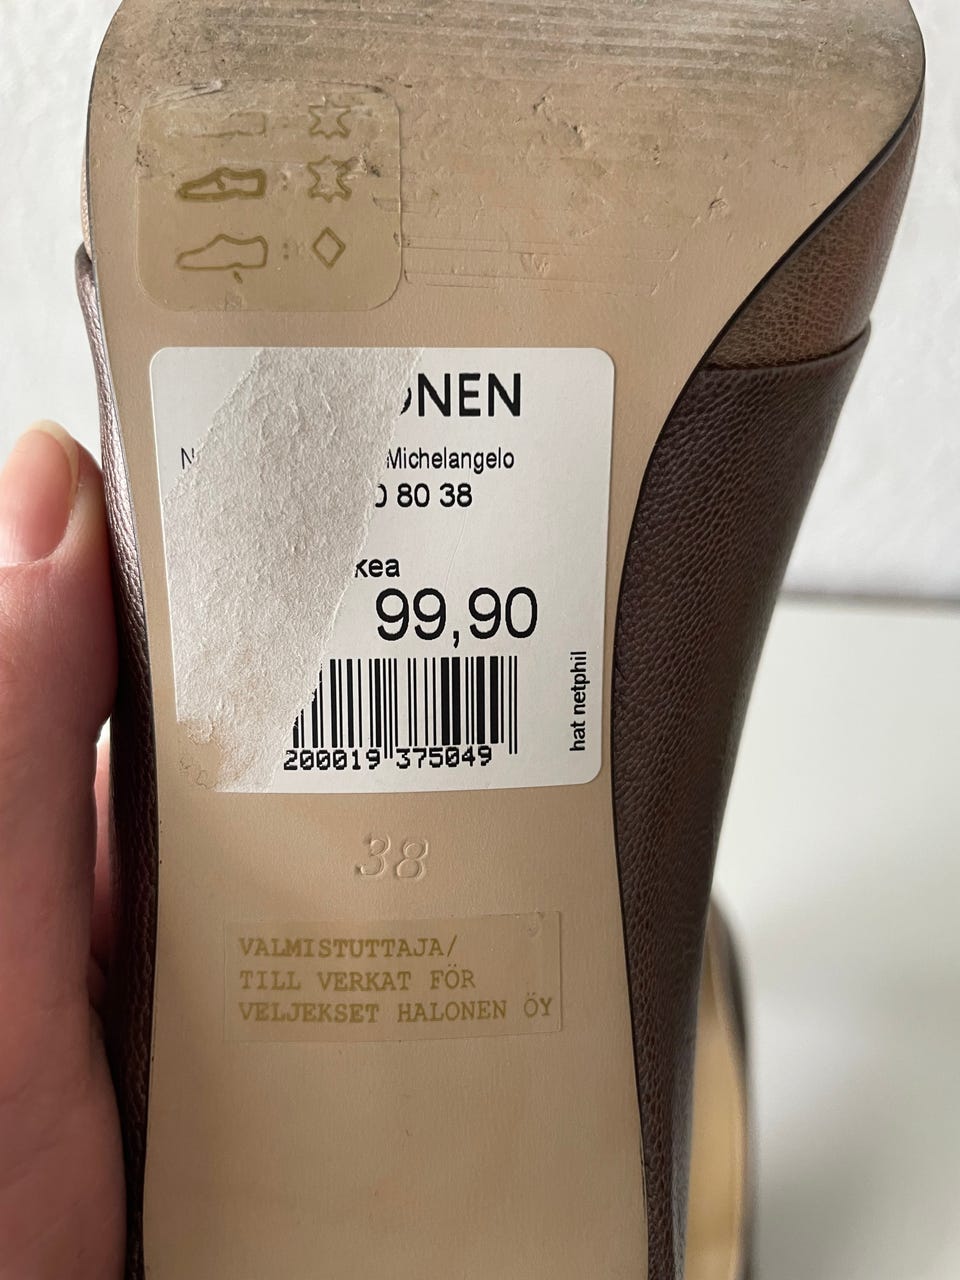 ONEN
Michelangelo
0 80 38
kea
99,90
hat netphil
200019 375049
38
VALMISTUTTAJA/
TILL VERKAT FÖR
VELJEKSET HALONEN OY